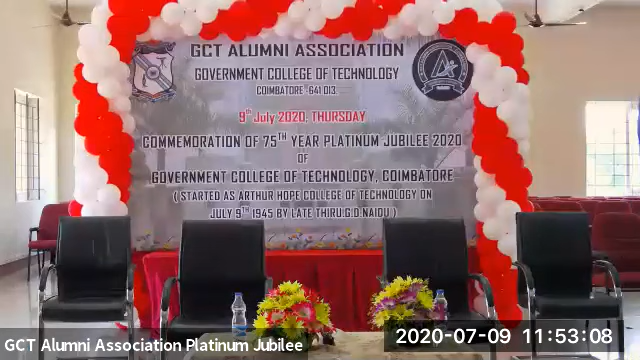 GCT ALUMNI ASSOCIATION
GOVERNMENT COLLEGE OF TECHNOLOGY
COIMBATORE - 641 013.
9th July 2020, THURSDAY
COMMEMORATION OF 75TH YEAR PLATINUM JUBILEE 2020
OF
GOVERNMENT COLLEGE OF TECHNOLOGY, COIMBATORE
( STARTED AS ARTHUR HOPE COLLEGE OF TECHNOLOGY ON
JULY 9TH 1945 BY LATE THIRU.G.D.NAIDU )
GCT Alumni Association Platinum Jubilee
2020-07-09 11:53:08